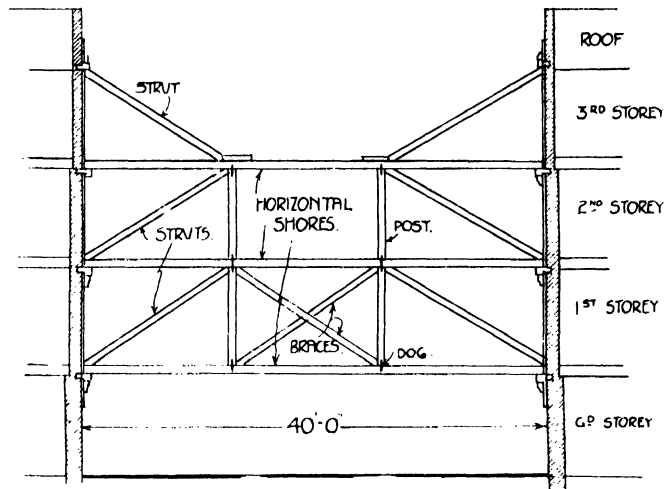 ROOF
STRUT
3RD STOREY
HORIZONTAL
SHORES.
2ND STOREY
STRUTS.
POST.
1ST STOREY
BRACES.
DOG
40'-0"
GD STOREY